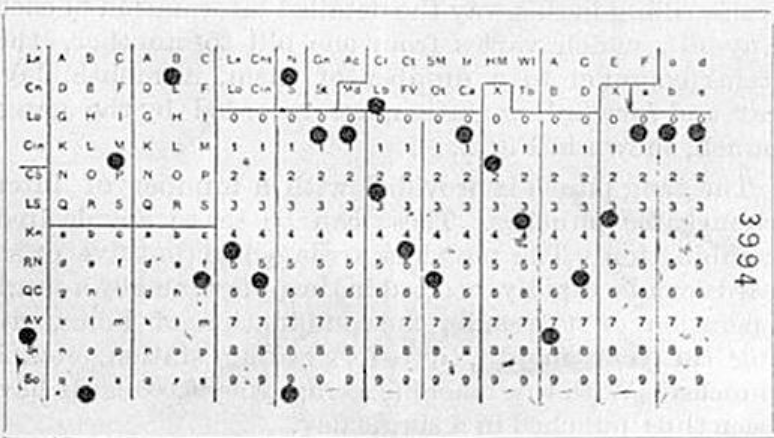 A B C A B C N Gn Ac Ci Ct SM Ir HM WI A G E F a d
Cn D E F D F Lo Cin S St Md Lb FV Ot Ca X To B D X a b e
Lo G H I G H I 0 0 0 0 0 0 0 0 0 0 0 0 0 0 0 0 0
Cin K L M K L M 1 1 1 1 1 1 1 1 1 1 1 1 1 1 1 1 1
N O P N O P 2 2 2 2 2 2 2 2 2 2 2 2 2 2 2 2 2
LS Q R S Q R S 3 3 3 3 3 3 3 3 3 3 3 3 3 3 3 3 3
Kn a b c a b c 4 4 4 4 4 4 4 4 4 4 4 4 4 4 4 4 4
RN d e f d e f 5 5 5 5 5 5 5 5 5 5 5 5 5 5 5 5 5
QC g h g h 6 6 6 6 6 6 6 6 6 6 6 6 6 6 6 6 6
AV m k m 7 7 7 7 7 7 7 7 7 7 7 7 7 7 7 7 7
n o p n o p 8 8 8 8 8 8 8 8 8 8 8 8 8 8 8 8 8
So q r s q r s 9 9 9 9 9 9 9 9 9 9 9 9 9 9 9 9 9
3994